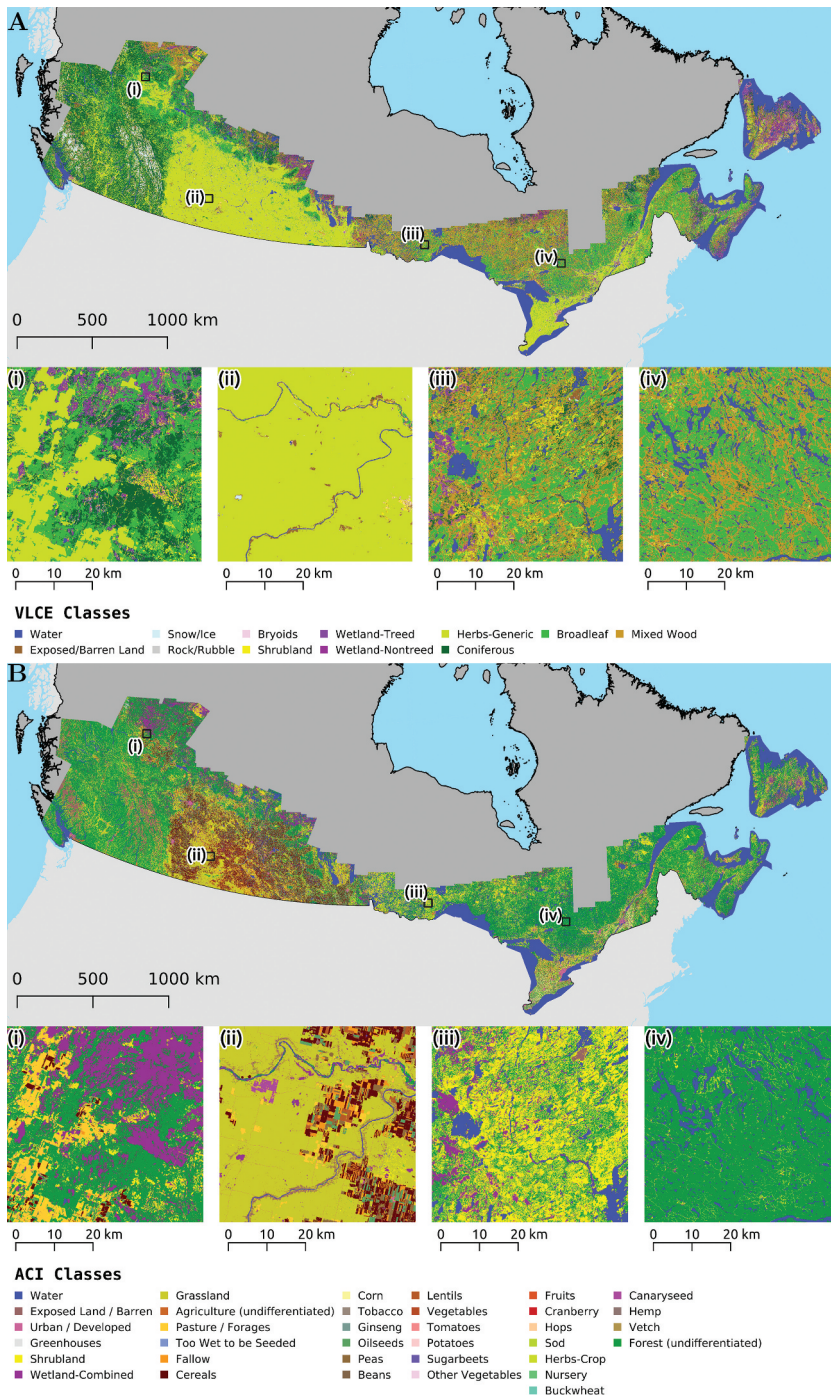 A
(i)
(ii)
(iii)
(iv)
0 500 1000 km
(i) (ii) (iii) (iv)
0 10 20 km 0 10 20 km 0 10 20 km 0 10 20 km
VLCE Classes
Water Snow/Ice Bryoids Wetland-Treed Herbs-Generic Broadleaf Mixed Wood
Exposed/Barren Land Rock/Rubble Shrubland Wetland-Nontreed Coniferous
B
(i)
(ii)
(iii)
(iv)
0 500 1000 km
(i) (ii) (iii) (iv)
0 10 20 km 0 10 20 km 0 10 20 km 0 10 20 km
ACI Classes
Water Grassland Corn Lentils Fruits Canaryseed
Exposed Land / Barren Agriculture (undifferentiated) Tobacco Vegetables Cranberry Hemp
Urban / Developed Pasture / Forages Ginseng Tomatoes Hops Vetch
Greenhouses Too Wet to be Seeded Oilseeds Potatoes Sod Forest (undifferentiated)
Shrubland Fallow Peas Sugarbeets Herbs-Crop
Wetland-Combined Cereals Beans Other Vegetables Nursery
Buckwheat